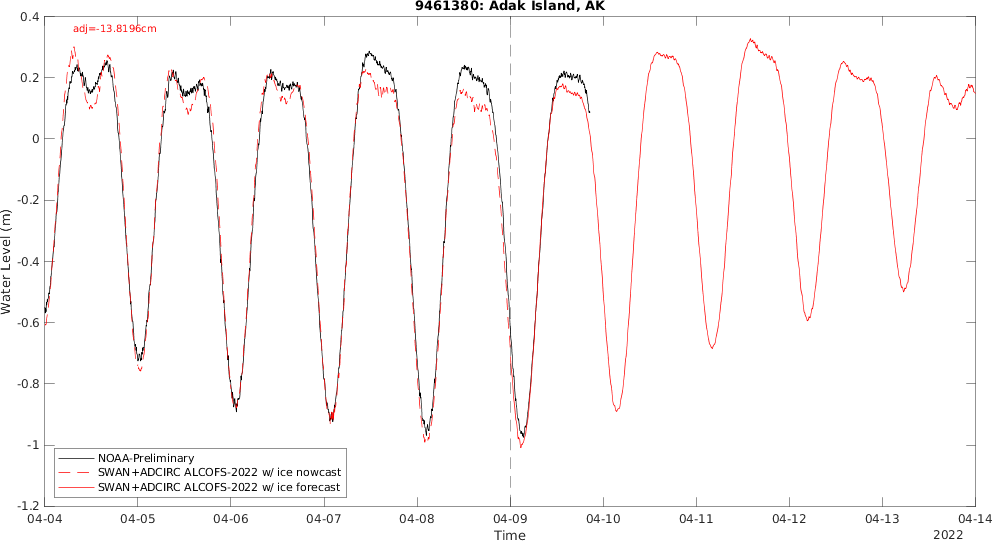 9461380: Adak Island, AK
adj=-13.8196cm
0.4
0.2
0
-0.2
-0.4
-0.6
-0.8
-1
-1.2
Water Level (m)
NOAA-Preliminary
SWAN+ADCIRC ALCOFS-2022 w/ ice nowcast
SWAN+ADCIRC ALCOFS-2022 w/ ice forecast
04-04 04-05 04-06 04-07 04-08 04-09 04-10 04-11 04-12 04-13 04-14
Time
2022